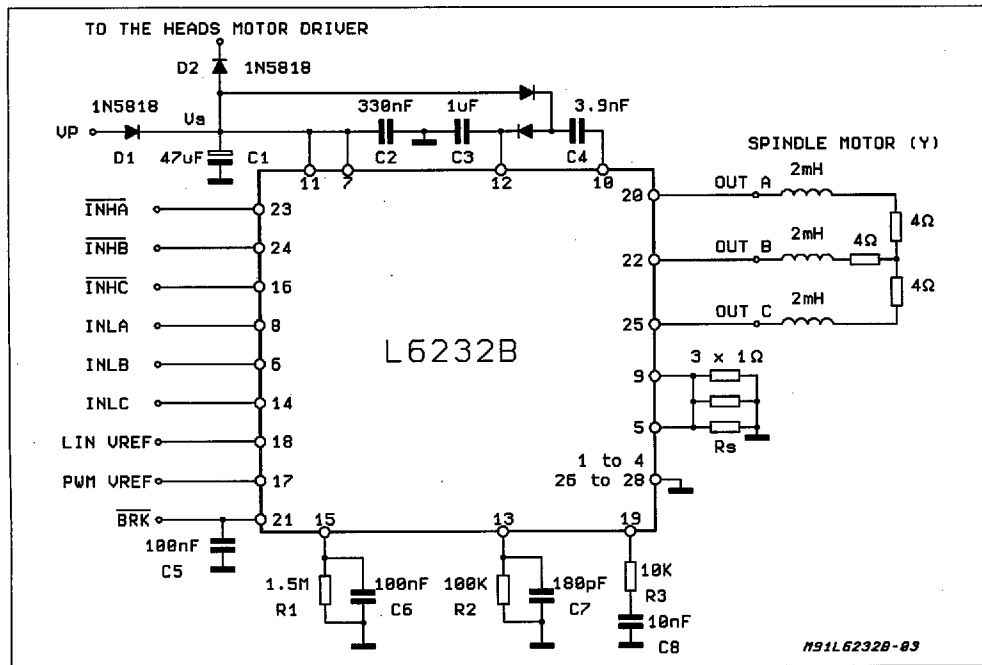 TO THE HEADS MOTOR DRIVER
D2 1N5818
1N5818
VP
D1
Vs
47uF
C1
330nF
C2
1uF
C3
3.9nF
C4
11
7
12
10
SPINDLE MOTOR (Y)
INHA 23
INHB 24
INHC 16
INLA 8
INLB 6
INLC 14
LIN VREF 18
PWM VREF 17
BRK 21
100nF
C5
L6232B
20 OUT A 2mH
4Ω
22 OUT B 2mH 4Ω
4Ω
25 OUT C 2mH
9 3 x 1Ω
5 Rs
1 to 4
26 to 28
15
1.5M
R1
100nF
C6
13
100K
R2
180pF
C7
19
10K
R3
10nF
C8
M91L6232B-03